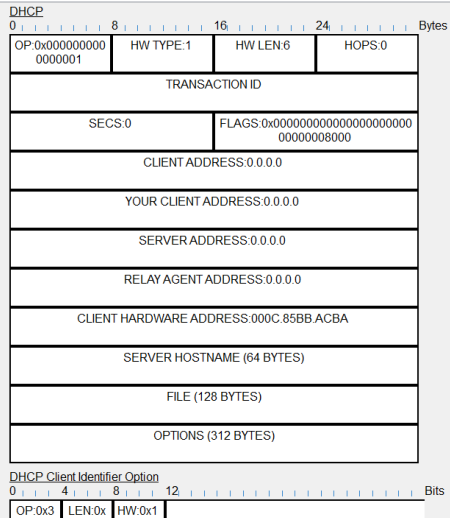 DHCP
0 8 16 24 Bytes
OP:0x000000000
0000001
HW TYPE:1
HW LEN:6
HOPS:0
TRANSACTION ID
SECS:0
FLAGS:0x00000000000000000000
00000008000
CLIENT ADDRESS:0.0.0.0
YOUR CLIENT ADDRESS:0.0.0.0
SERVER ADDRESS:0.0.0.0
RELAY AGENT ADDRESS:0.0.0.0
CLIENT HARDWARE ADDRESS:000C.85BB.ACBA
SERVER HOSTNAME (64 BYTES)
FILE (128 BYTES)
OPTIONS (312 BYTES)
DHCP Client Identifier Option
0 4 8 12 Bits
OP:0x3
LEN:0x
HW:0x1